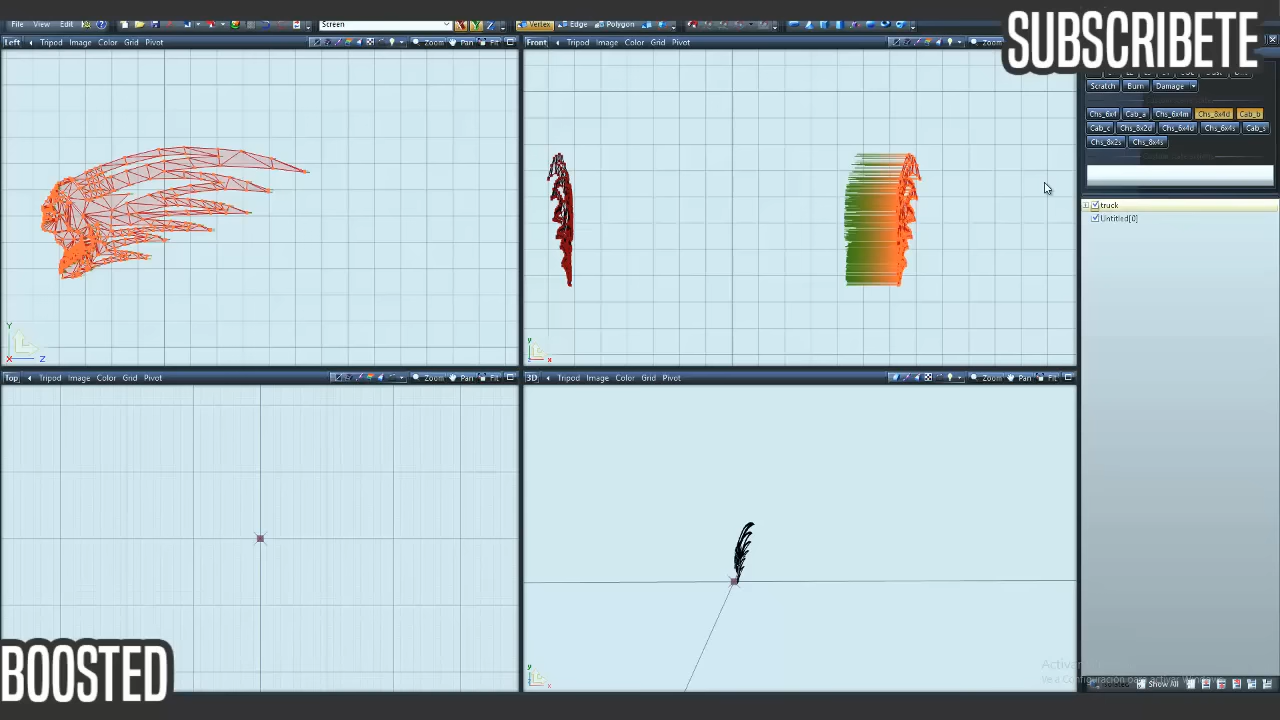 SUBSCRIBETE
File View Edit Screen X Y Z Vertex Edge Polygon
Left Tripod Image Color Grid Pivot Zoom Pan Fit
Front Tripod Image Color Grid Pivot Zoom
Scratch Burn Damage
Chs_6x4 Cab_a Chs_6x4m Chs_8x4d Cab_b
Cab_c Chs_8x2d Chs_6x4d Chs_6x4s Cab_s
Chs_8x2s Chs_8x4s
truck
Untitled[0]
Y
X Z
y
z x
Top Tripod Image Color Grid Pivot Zoom Pan Fit
3D Tripod Image Color Grid Pivot Zoom Pan Fit
BOOSTED
y
z x
Show All